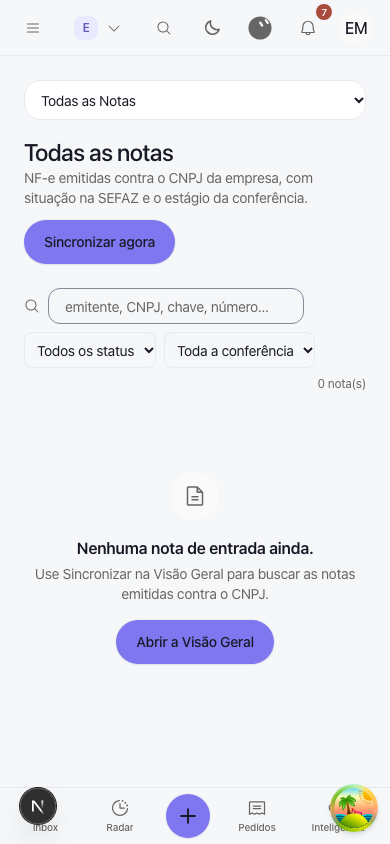 E
7
EM
Todas as Notas
Todas as notas
NF-e emitidas contra o CNPJ da empresa, com
situação na SEFAZ e o estágio da conferência.
Sincronizar agora
emitente, CNPJ, chave, número...
Todos os status
Toda a conferência
0 nota(s)
Nenhuma nota de entrada ainda.
Use Sincronizar na Visão Geral para buscar as notas
emitidas contra o CNPJ.
Abrir a Visão Geral
N
Inbox
Radar
Pedidos